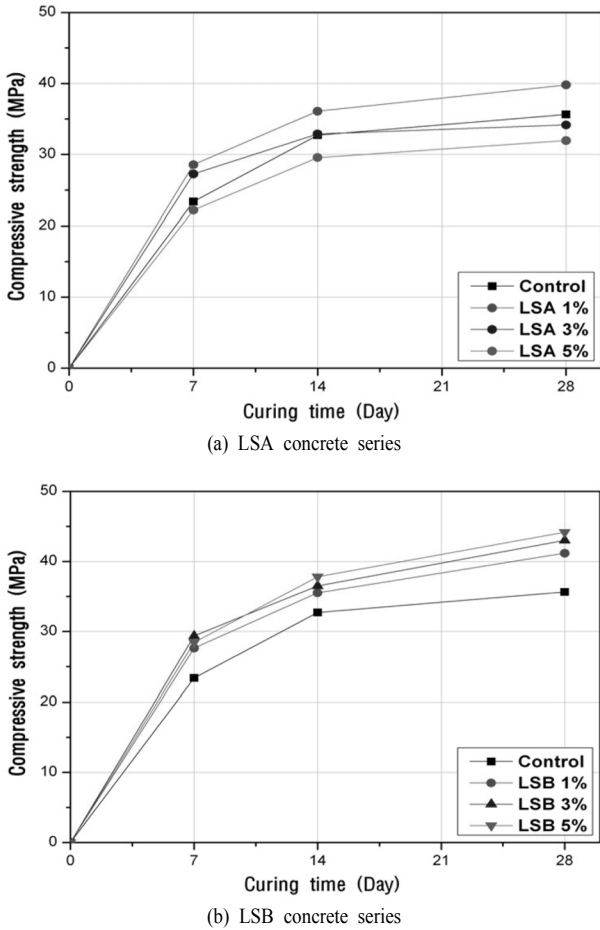 50
40
30
20
10
0
Compressive strength (MPa)
Control
LSA 1%
LSA 3%
LSA 5%
0 7 14 21 28
Curing time (Day)
(a) LSA concrete series
50
40
30
20
10
0
Compressive strength (MPa)
Control
LSB 1%
LSB 3%
LSB 5%
0 7 14 21 28
Curing time (Day)
(b) LSB concrete series